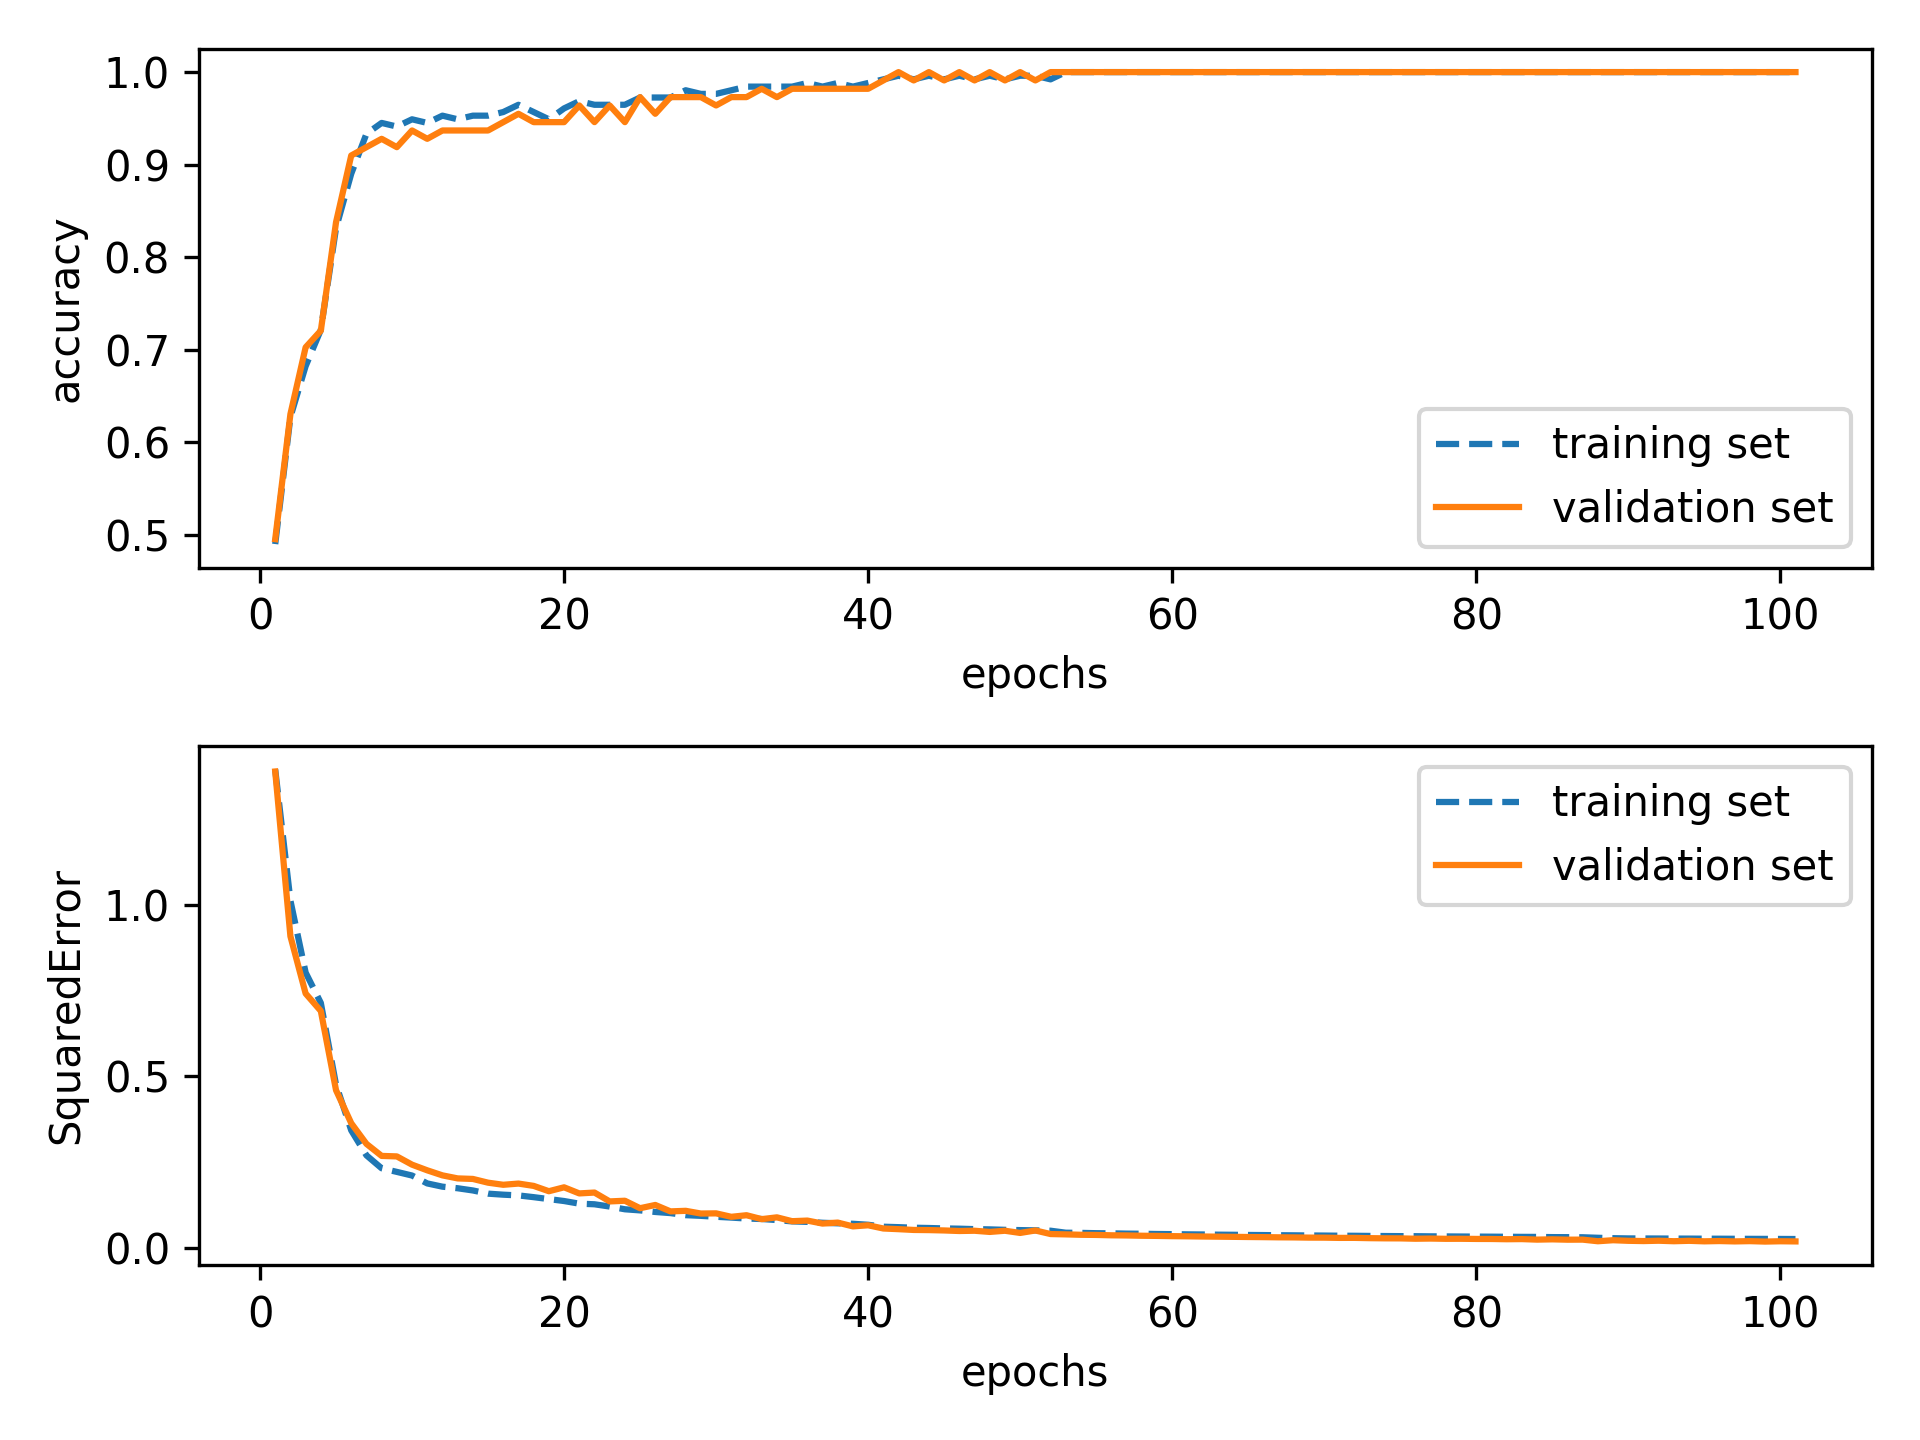 accuracy
1.0
0.9
0.8
0.7
0.6
0.5
training set
validation set
0 20 40 60 80 100
epochs
SquaredError
training set
validation set
1.0
0.5
0.0
0 20 40 60 80 100
epochs